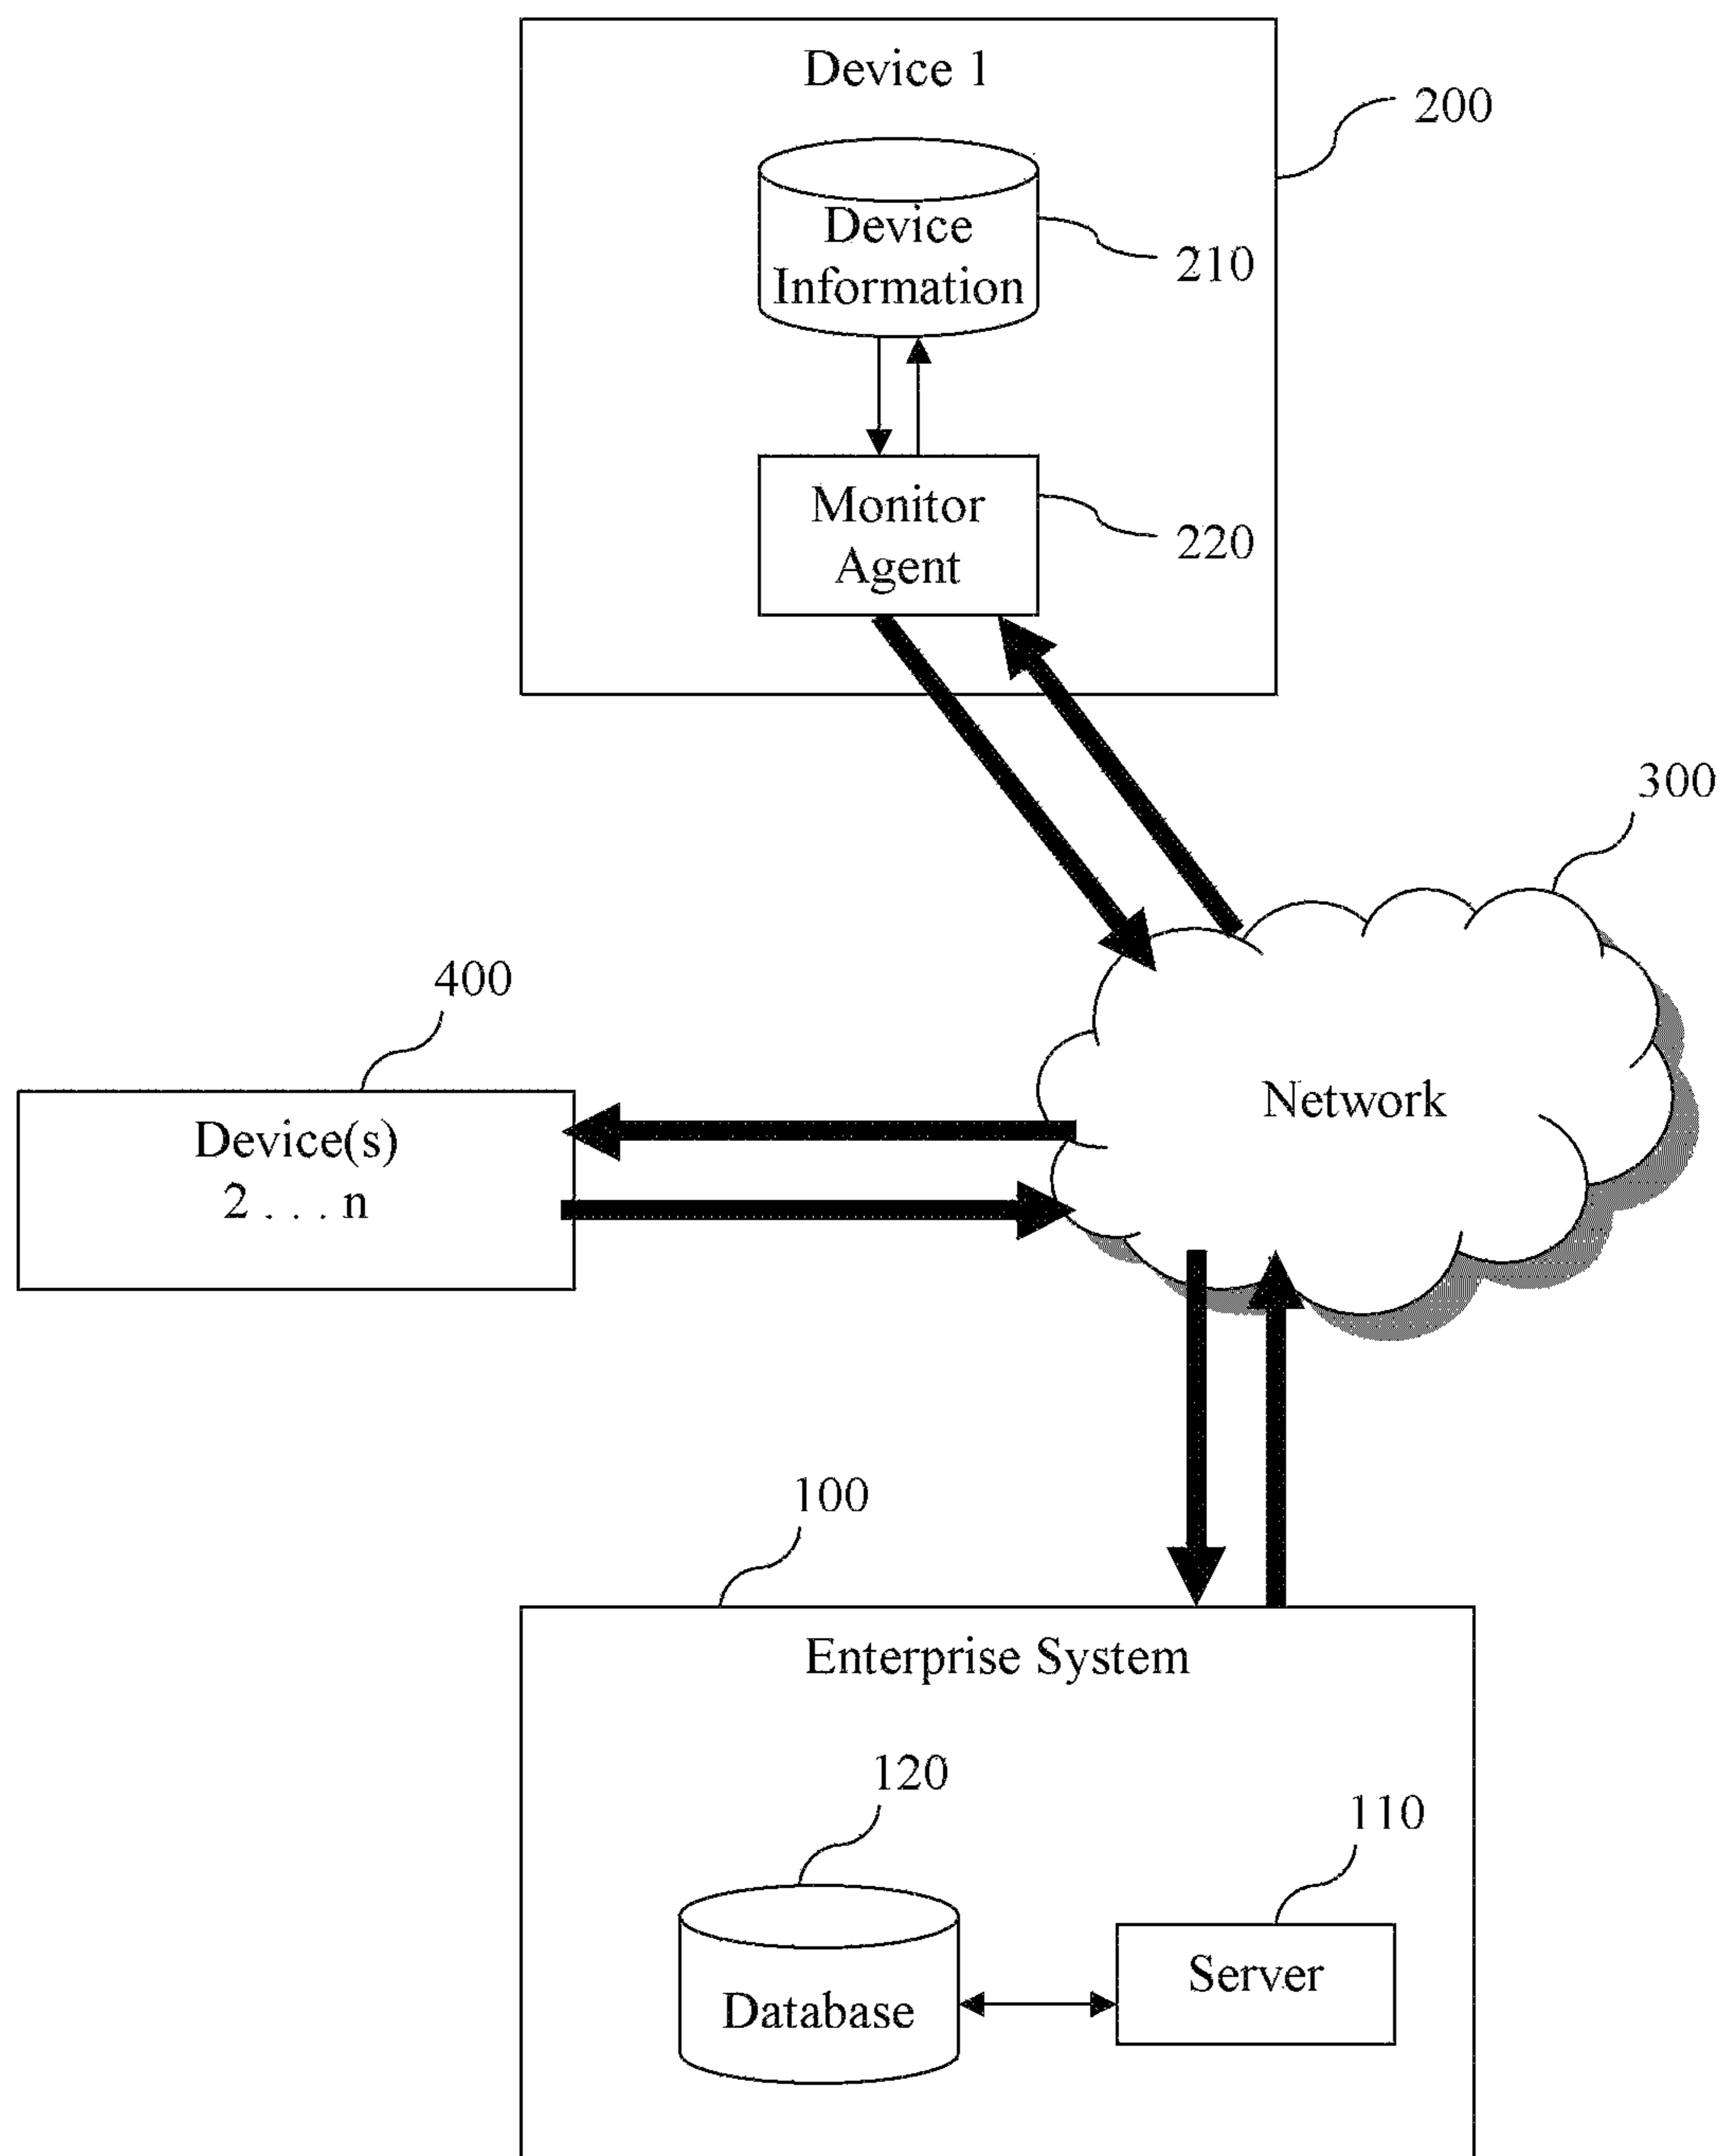 Device 1
200
Device
Information
210
Monitor
Agent
220
300
Network
400
Device(s)
2 . . . n
100
Enterprise System
120
110
Database
Server